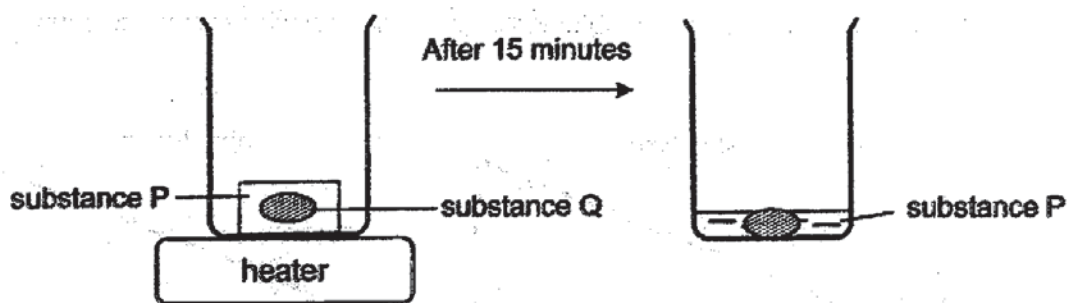 After 15 minutes
substance P
substance Q
substance P
heater